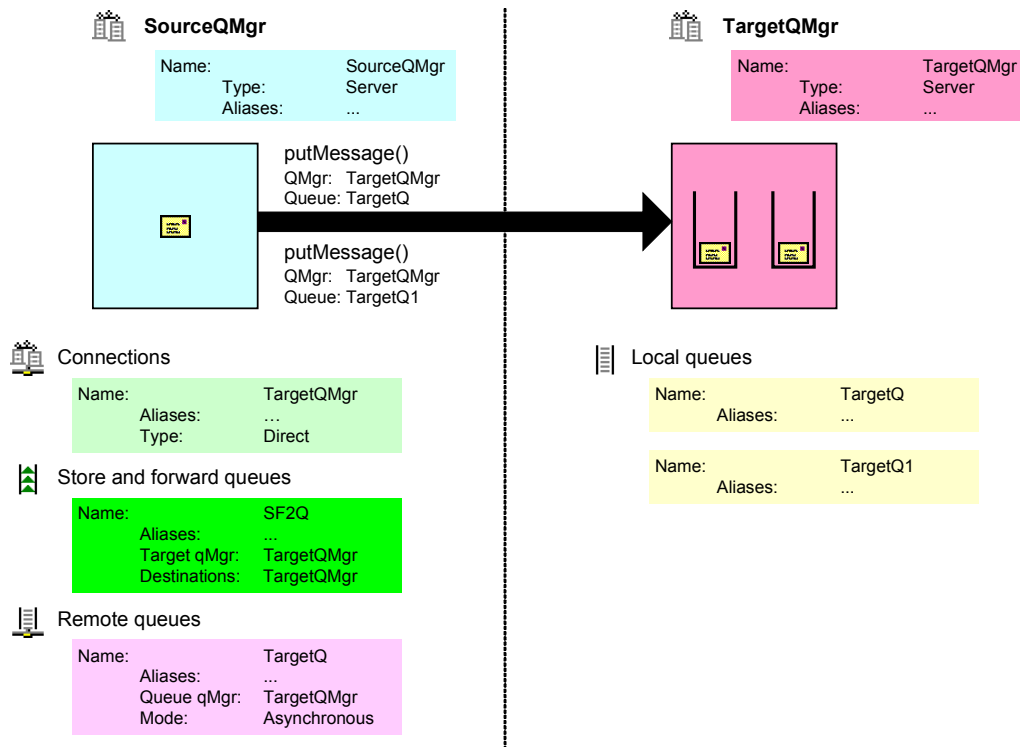 SourceQMgr
Name: SourceQMgr
Type: Server
Aliases: ...
putMessage()
QMgr: TargetQMgr
Queue: TargetQ
putMessage()
QMgr: TargetQMgr
Queue: TargetQ1
Connections
Name: TargetQMgr
Aliases: ...
Type: Direct
Store and forward queues
Name: SF2Q
Aliases: ...
Target qMgr: TargetQMgr
Destinations: TargetQMgr
Remote queues
Name: TargetQ
Aliases: ...
Queue qMgr: TargetQMgr
Mode: Asynchronous
TargetQMgr
Name: TargetQMgr
Type: Server
Aliases: ...
Local queues
Name: TargetQ
Aliases: ...
Name: TargetQ1
Aliases: ...